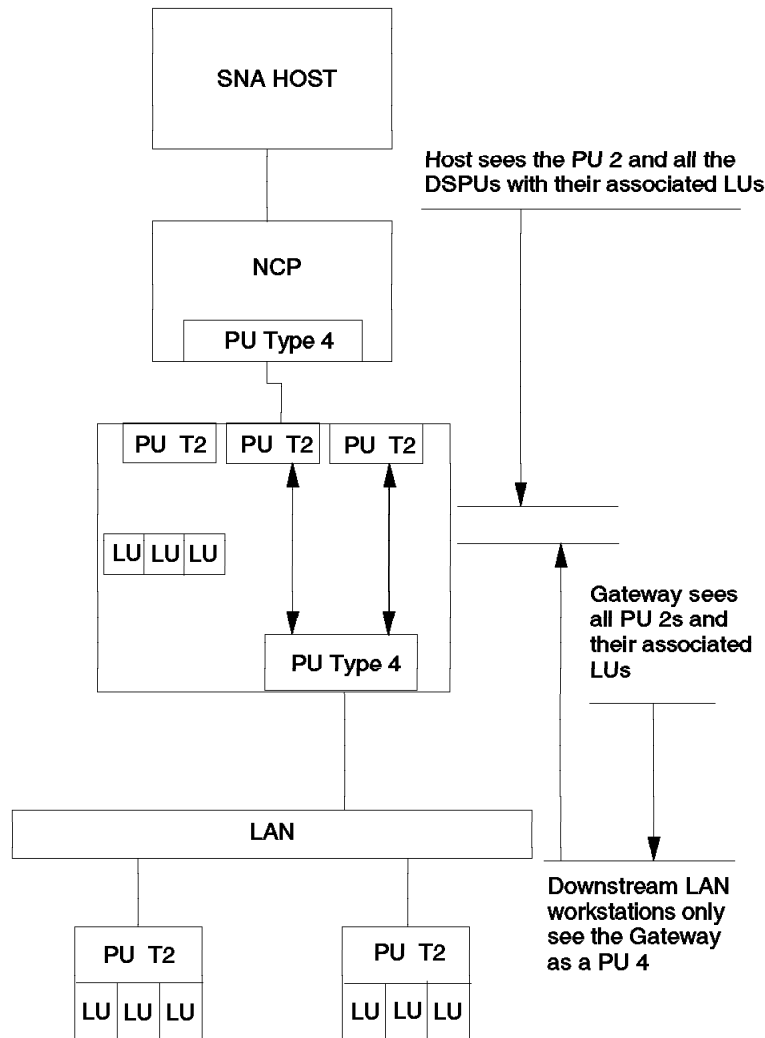 SNA HOST
Host sees the PU 2 and all the
DSPUs with their associated LUs
NCP
PU Type 4
PU T2
PU T2
PU T2
LU LU LU
Gateway sees
all PU 2s and
their associated
LUs
PU Type 4
LAN
Downstream LAN
workstations only
see the Gateway
as a PU 4
PU T2
LU LU LU
PU T2
LU LU LU